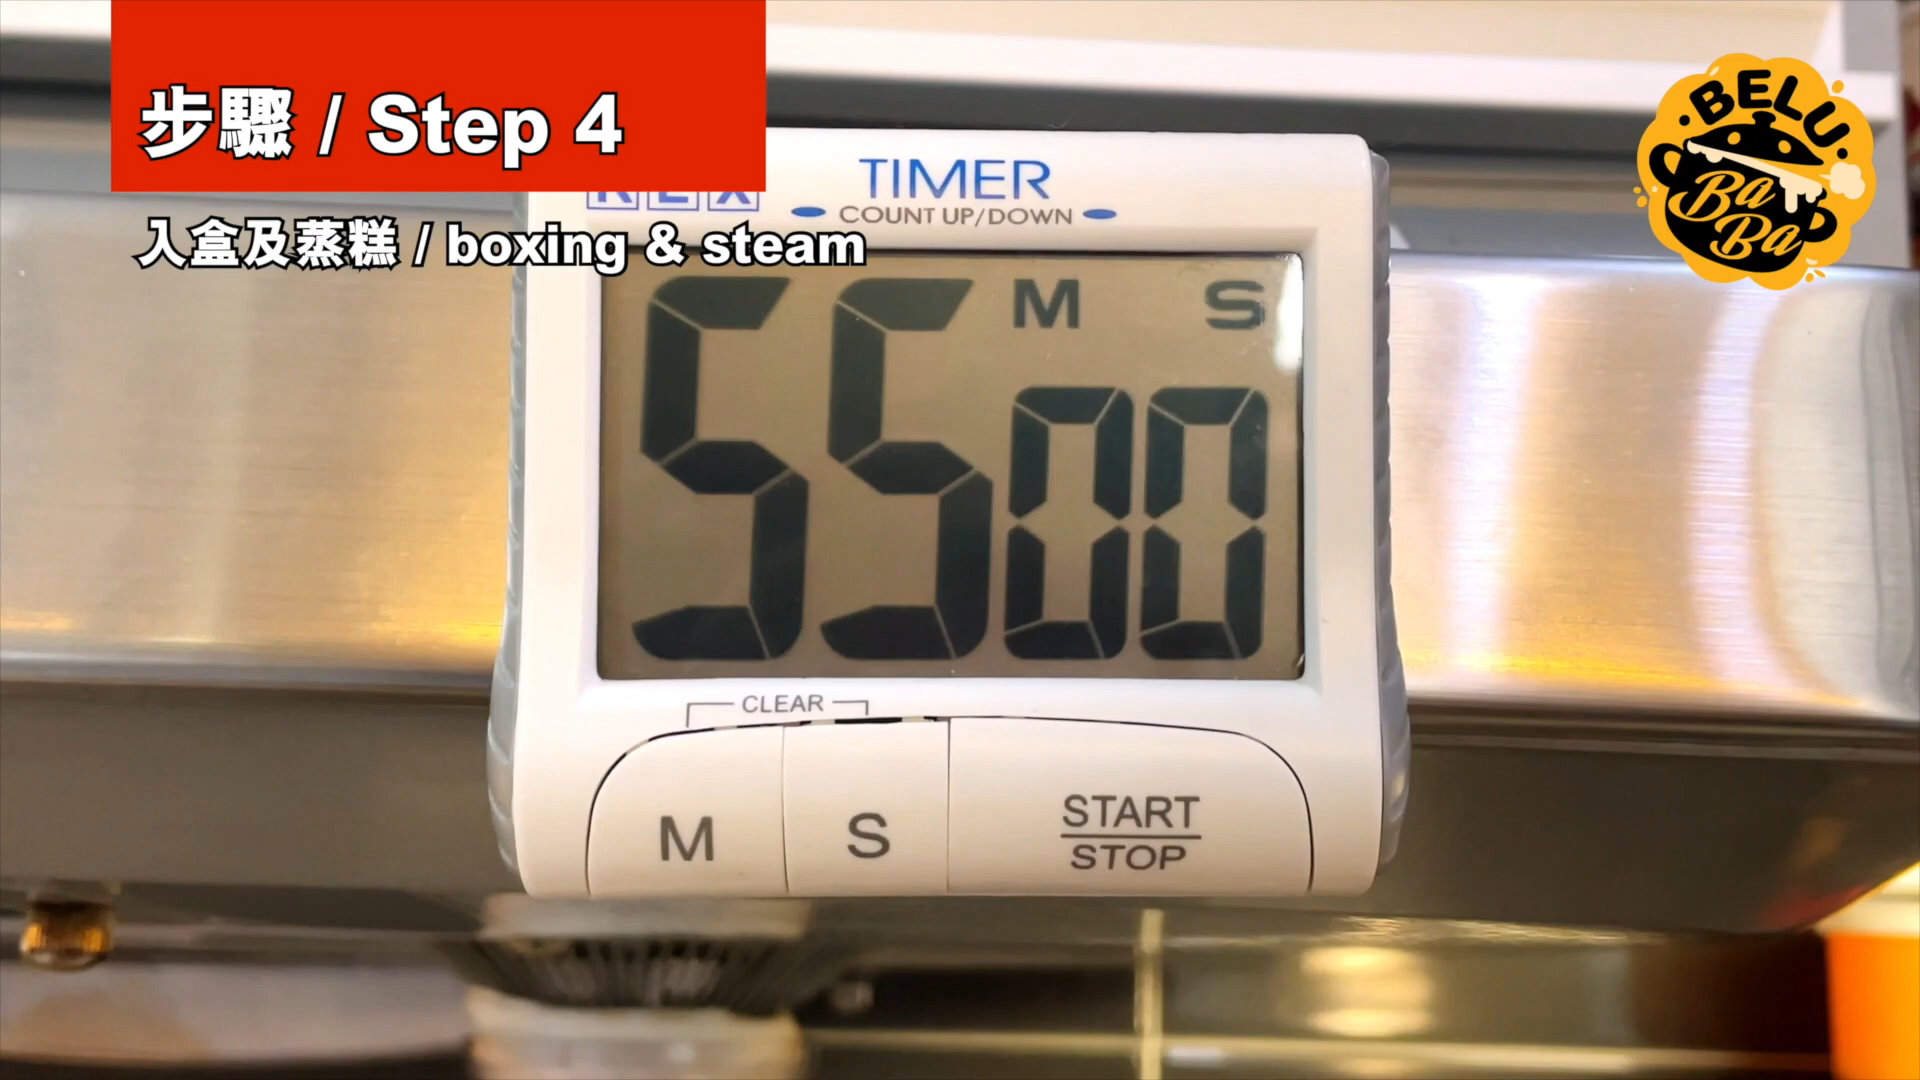 步驟 / Step 4
入盒及蒸糕 / boxing & steam
BELU
Ba
Ba
REX
TIMER
COUNT UP/DOWN
M S
55 00
CLEAR
M S START
STOP